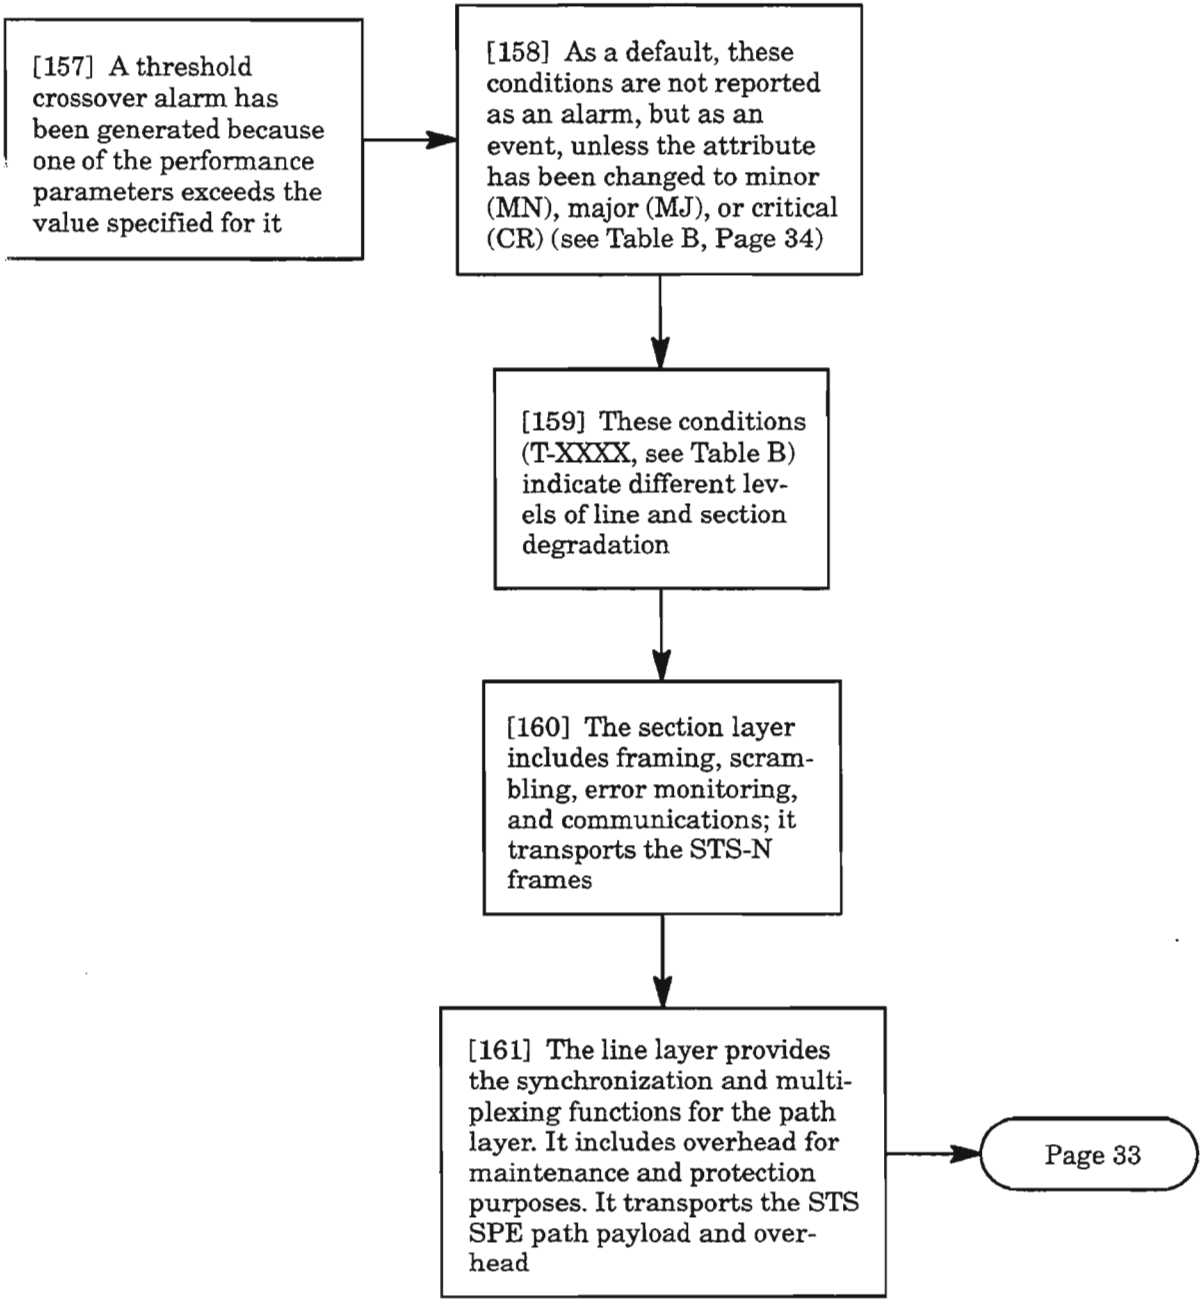 [157] A threshold
crossover alarm has
been generated because
one of the performance
parameters exceeds the
value specified for it
[158] As a default, these
conditions are not reported
as an alarm, but as an
event, unless the attribute
has been changed to minor
(MN), major (MJ), or critical
(CR) (see Table B, Page 34)
[159] These conditions
(T-XXXX, see Table B)
indicate different lev-
els of line and section
degradation
[160] The section layer
includes framing, scram-
bling, error monitoring,
and communications; it
transports the STS-N
frames
[161] The line layer provides
the synchronization and multi-
plexing functions for the path
layer. It includes overhead for
maintenance and protection
purposes. It transports the STS
SPE path payload and over-
head
Page 33